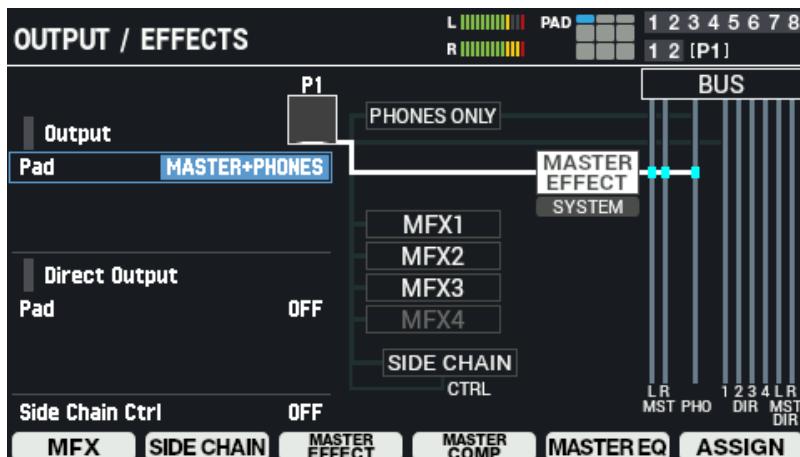 OUTPUT / EFFECTS
L
R
PAD
1 2 3 4 5 6 7 8
1 2 [P1]
P1
BUS
PHONES ONLY
Output
Pad MASTER+PHONES
MASTER
EFFECT
SYSTEM
MFX1
MFX2
MFX3
MFX4
Direct Output
Pad OFF
SIDE CHAIN
CTRL
Side Chain Ctrl OFF
L R 1 2 3 4 L R
MST PHO DIR MST
DIR
MFX
SIDE CHAIN
MASTER
EFFECT
MASTER
COMP
MASTER EQ
ASSIGN